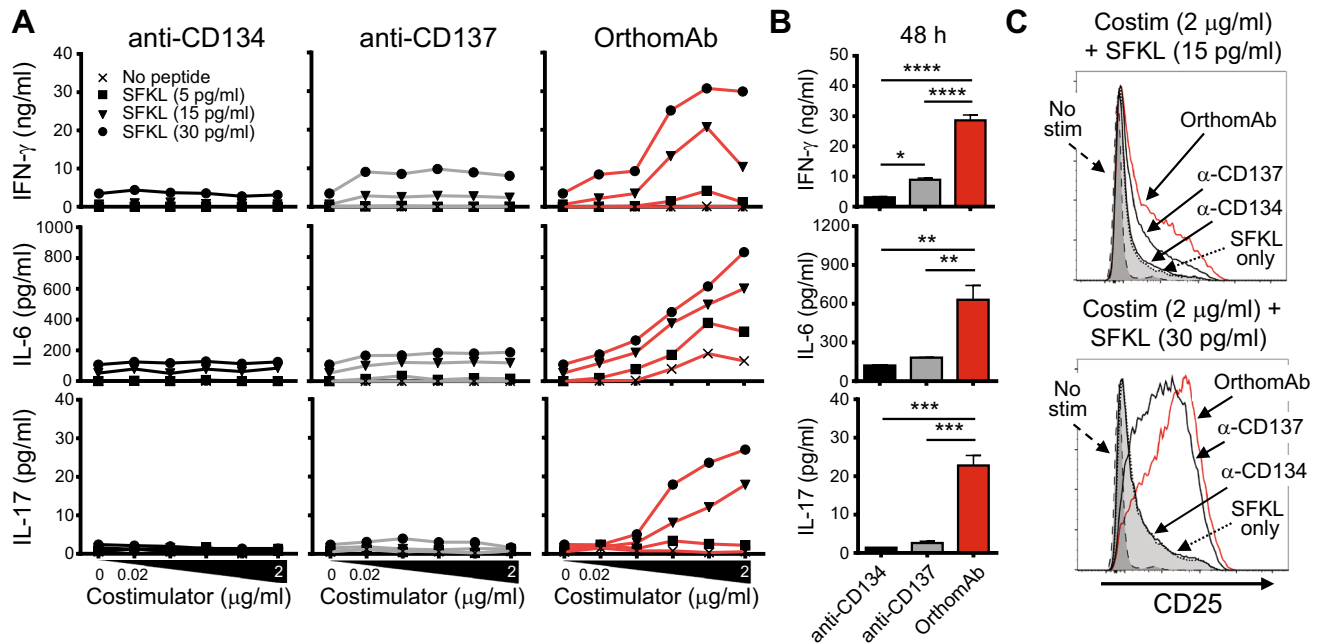 A
anti-CD134
anti-CD137
OrthomAb
× No peptide
■ SFKL (5 pg/ml)
▼ SFKL (15 pg/ml)
● SFKL (30 pg/ml)
IFN-γ (ng/ml)
40
30
20
10
0
IL-6 (pg/ml)
1000
800
600
400
200
0
IL-17 (pg/ml)
40
30
20
10
0
0 0.02 2
0 0.02 2
0 0.02 2
Costimulator (μg/ml)
Costimulator (μg/ml)
Costimulator (μg/ml)
B
48 h
IFN-γ (ng/ml)
50
40
30
20
10
0
****
****
*
IL-6 (pg/ml)
1200
900
600
300
0
**
**
IL-17 (pg/ml)
40
30
20
10
0
***
***
anti-CD134
anti-CD137
OrthomAb
C
Costim (2 μg/ml)
+ SFKL (15 pg/ml)
No
stim
OrthomAb
α-CD137
α-CD134
SFKL
only
Costim (2 μg/ml) +
SFKL (30 pg/ml)
No
stim
OrthomAb
α-CD137
α-CD134
SFKL
only
CD25